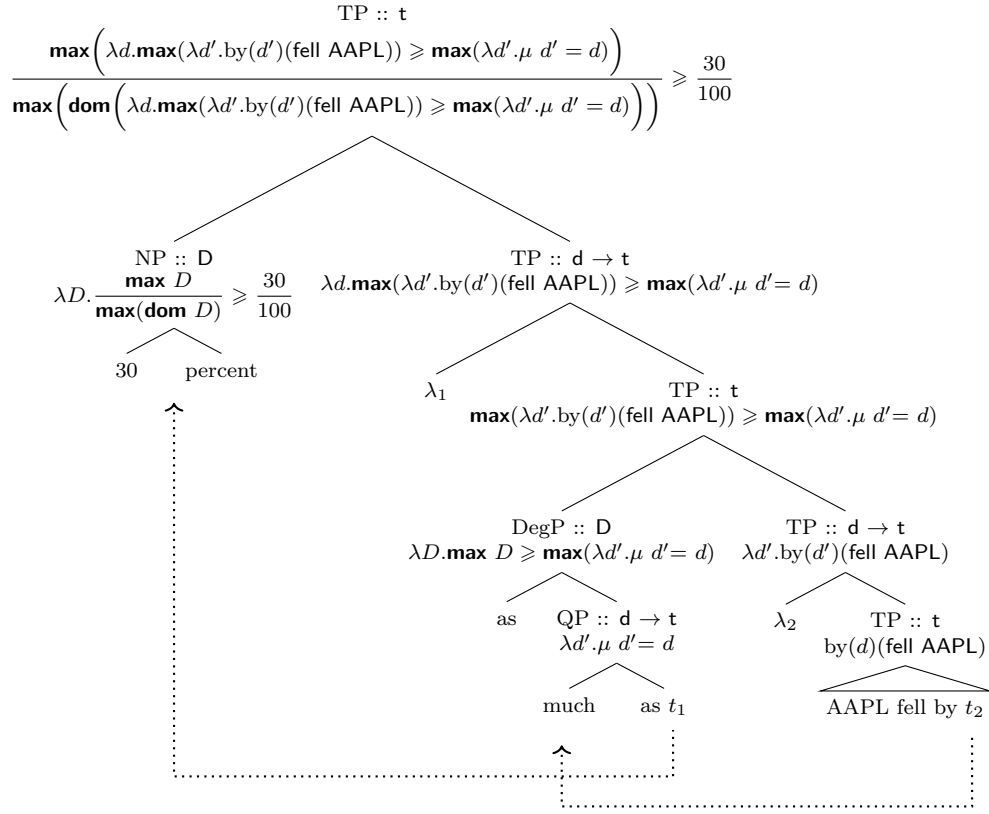 TP :: t
max(λd.max(λd′.by(d′)(fell AAPL)) ⩾ max(λd′.μ d′ = d))
max(dom(λd.max(λd′.by(d′)(fell AAPL)) ⩾ max(λd′.μ d′ = d)))
⩾ 30
100
NP :: D
λD. max D
max(dom D)
⩾ 30
100
TP :: d → t
λd.max(λd′.by(d′)(fell AAPL)) ⩾ max(λd′.μ d′= d)
30 percent
λ1
TP :: t
max(λd′.by(d′)(fell AAPL)) ⩾ max(λd′.μ d′= d)
DegP :: D
λD.max D ⩾ max(λd′.μ d′= d)
TP :: d → t
λd′.by(d′)(fell AAPL)
as
QP :: d → t
λd′.μ d′= d
λ2
TP :: t
by(d)(fell AAPL)
much as t1
AAPL fell by t2